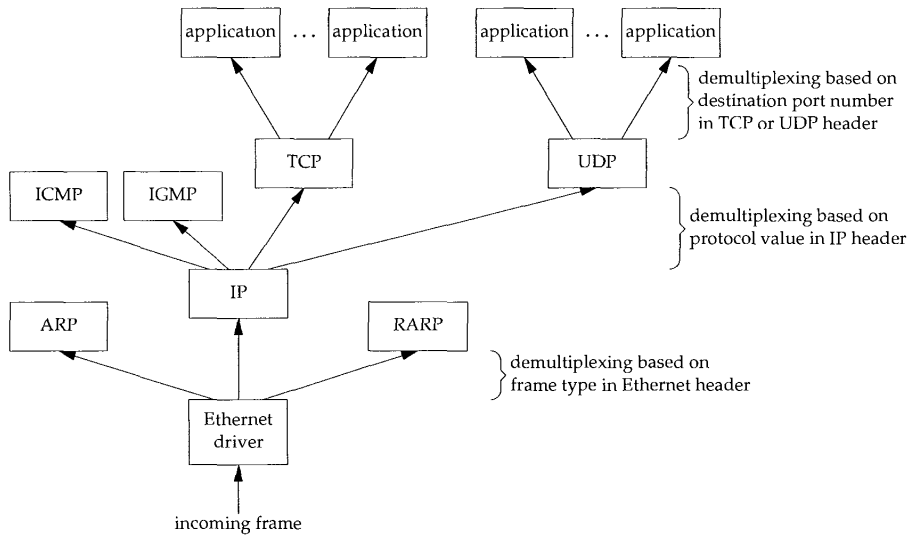 application ... application application ... application
demultiplexing based on
destination port number
in TCP or UDP header
TCP
UDP
ICMP
IGMP
demultiplexing based on
protocol value in IP header
IP
ARP
RARP
demultiplexing based on
frame type in Ethernet header
Ethernet
driver
incoming frame